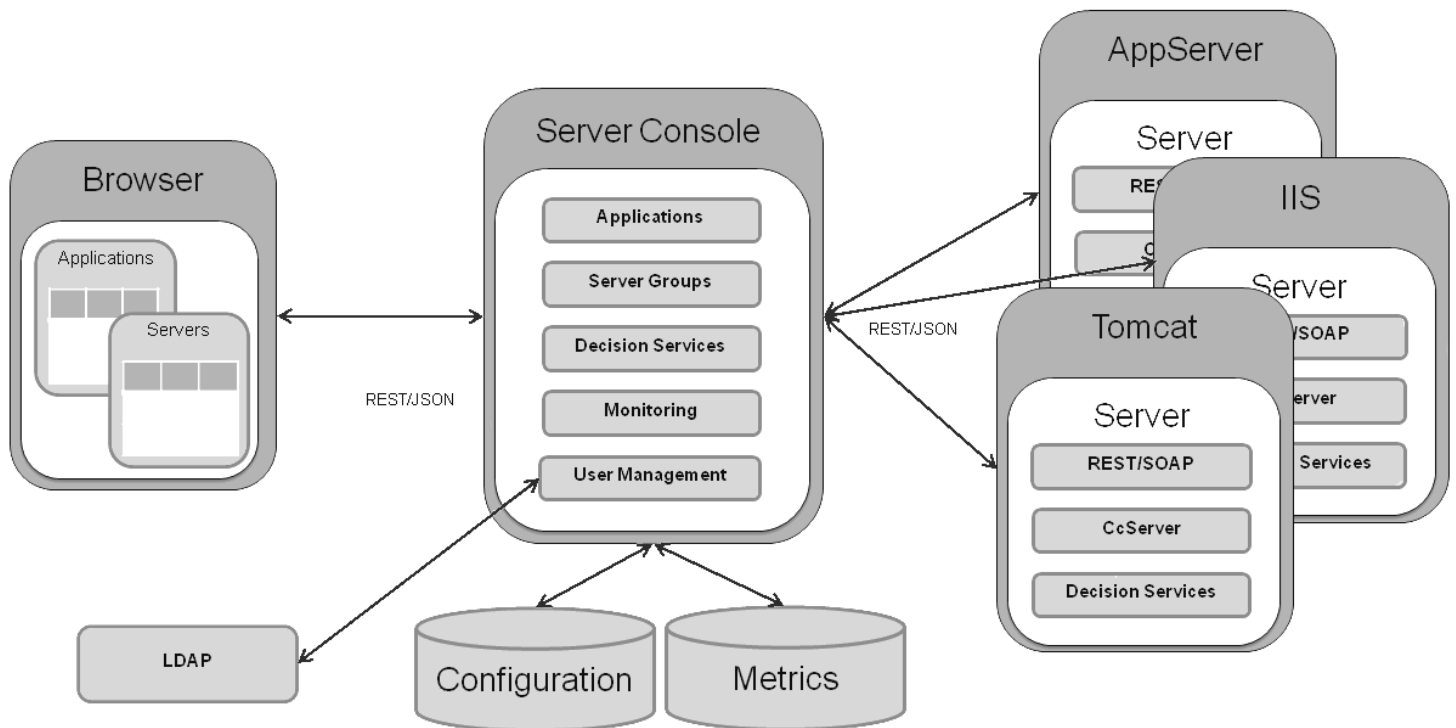 Browser
Applications
Servers
REST/JSON
Server Console
Applications
Server Groups
Decision Services
Monitoring
User Management
LDAP
Configuration
Metrics
REST/JSON
AppServer
Server
IIS
Server
/SOAP
Services
Tomcat
Server
REST/SOAP
CcServer
Decision Services